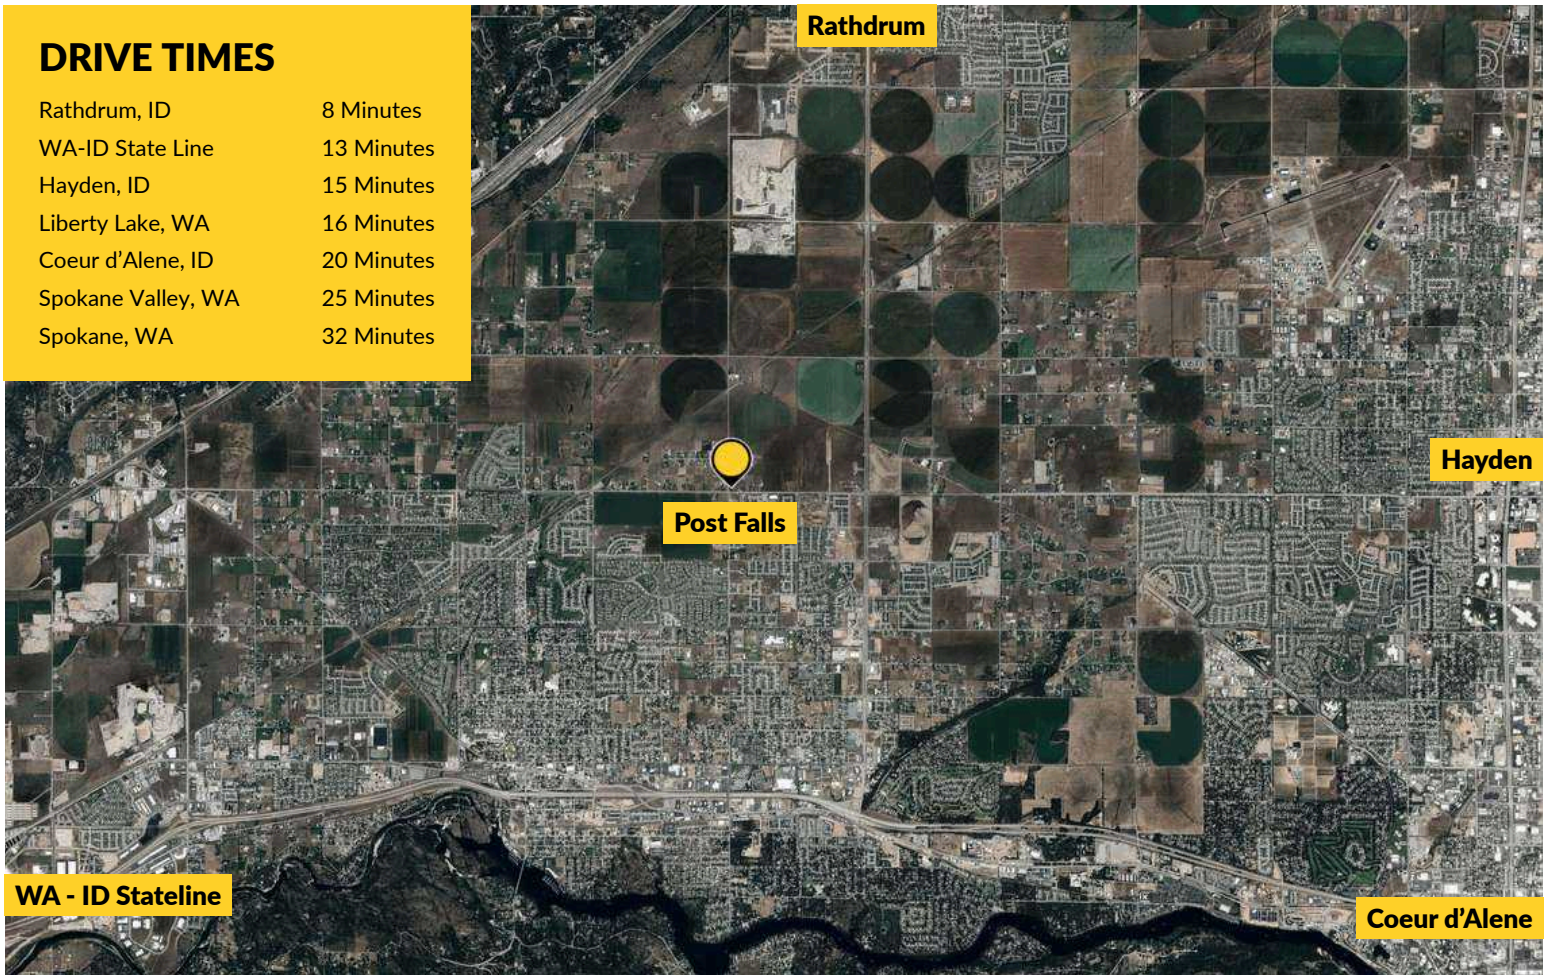 DRIVE TIMES
Rathdrum, ID 8 Minutes
WA-ID State Line 13 Minutes
Hayden, ID 15 Minutes
Liberty Lake, WA 16 Minutes
Coeur d’Alene, ID 20 Minutes
Spokane Valley, WA 25 Minutes
Spokane, WA 32 Minutes
Rathdrum
Hayden
Post Falls
WA - ID Stateline
Coeur d’Alene